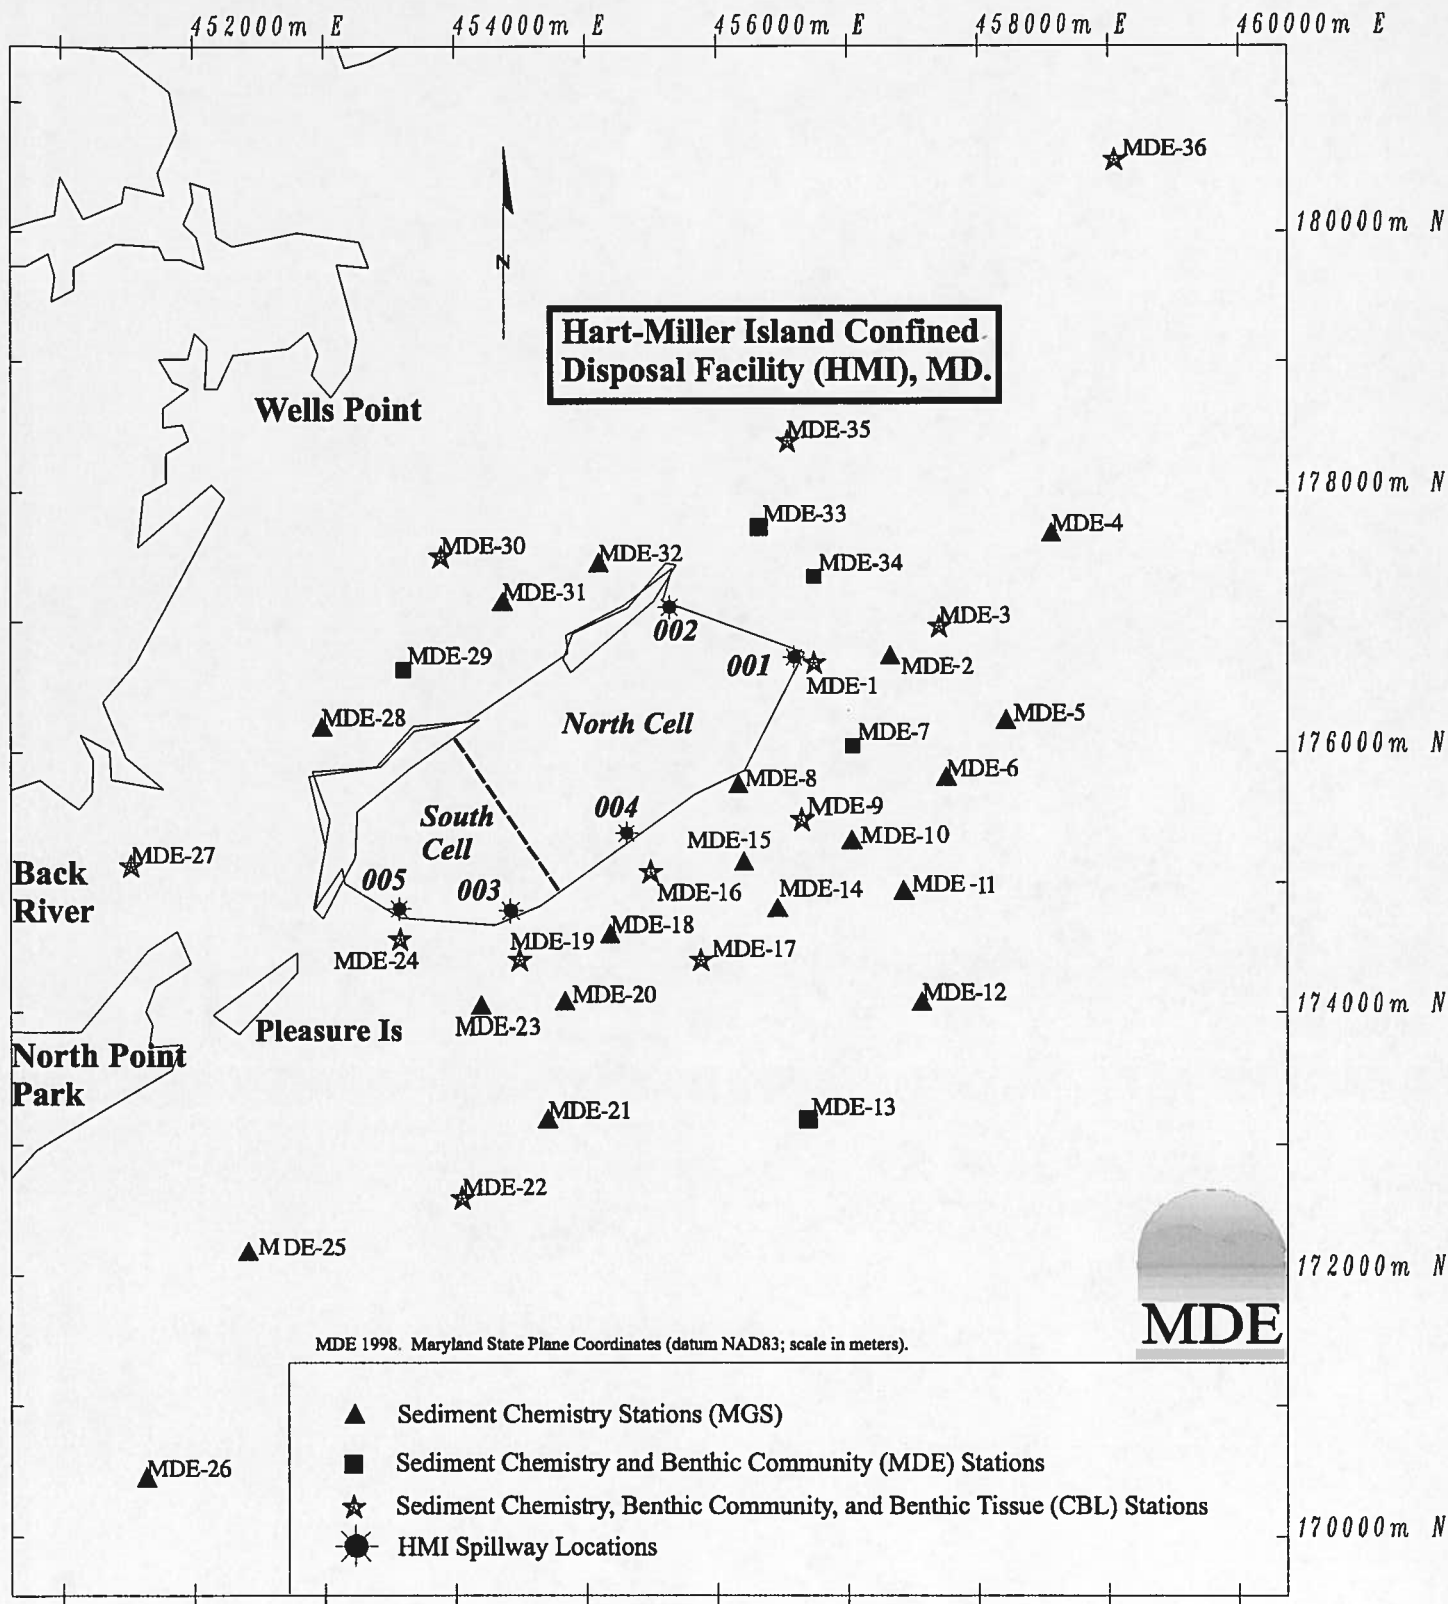 452000m E 454000m E 456000m E 458000m E 460000m E
MDE-36
180000m N
N
Hart-Miller Island Confined
Disposal Facility (HMI), MD.
Wells Point
MDE-35
178000m N
MDE-33
MDE-4
MDE-30
MDE-32
MDE-34
MDE-31
MDE-3
002
MDE-29
001
MDE-2
MDE-1
MDE-28
North Cell
MDE-5
MDE-7
176000m N
MDE-6
MDE-8
004
MDE-9
South
Cell
MDE-15
MDE-10
MDE-27
Back
River
005
003
MDE-16
MDE-14
MDE-11
MDE-18
MDE-19
MDE-17
MDE-24
MDE-20
MDE-12
174000m N
MDE-23
Pleasure Is
North Point
Park
MDE-21
MDE-13
MDE-22
MDE-25
172000m N
MDE
MDE 1998. Maryland State Plane Coordinates (datum NAD83; scale in meters).
Sediment Chemistry Stations (MGS)
Sediment Chemistry and Benthic Community (MDE) Stations
MDE-26
Sediment Chemistry, Benthic Community, and Benthic Tissue (CBL) Stations
170000m N
HMI Spillway Locations